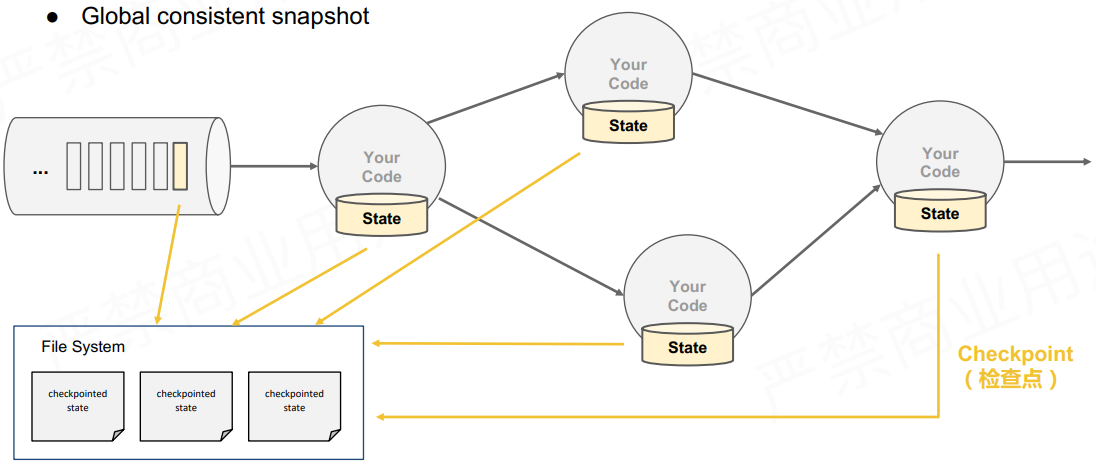 ● Global consistent snapshot
Your
Code
State
...
Your
Code
State
Your
Code
State
Your
Code
State
File System
checkpointed
state
checkpointed
state
checkpointed
state
Checkpoint
（检查点）
严禁商业用途